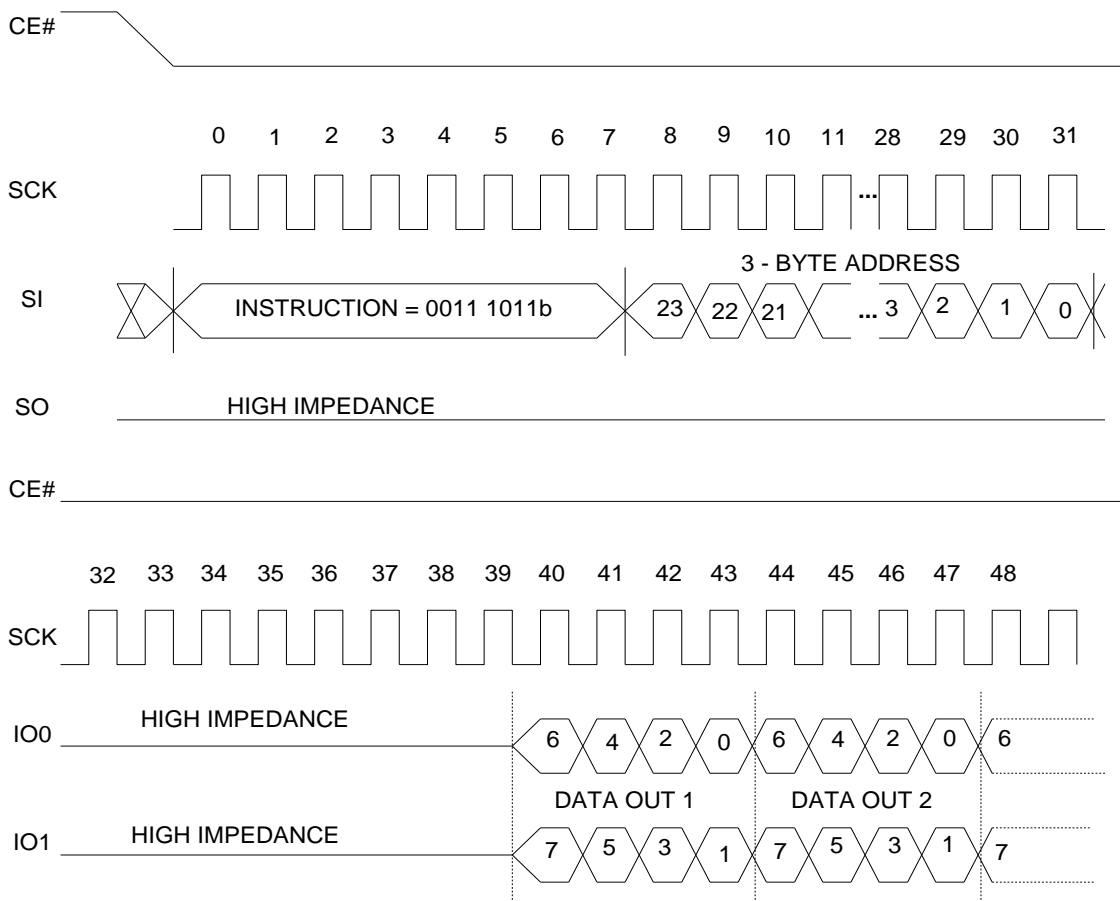 CE#
0 1 2 3 4 5 6 7 8 9 10 11 28 29 30 31
SCK ...
3 - BYTE ADDRESS
SI INSTRUCTION = 0011 1011b 23 22 21 ... 3 2 1 0
SO HIGH IMPEDANCE
CE#
32 33 34 35 36 37 38 39 40 41 42 43 44 45 46 47 48
SCK
IO0 HIGH IMPEDANCE 6 4 2 0 6 4 2 0 6
DATA OUT 1 DATA OUT 2
IO1 HIGH IMPEDANCE 7 5 3 1 7 5 3 1 7